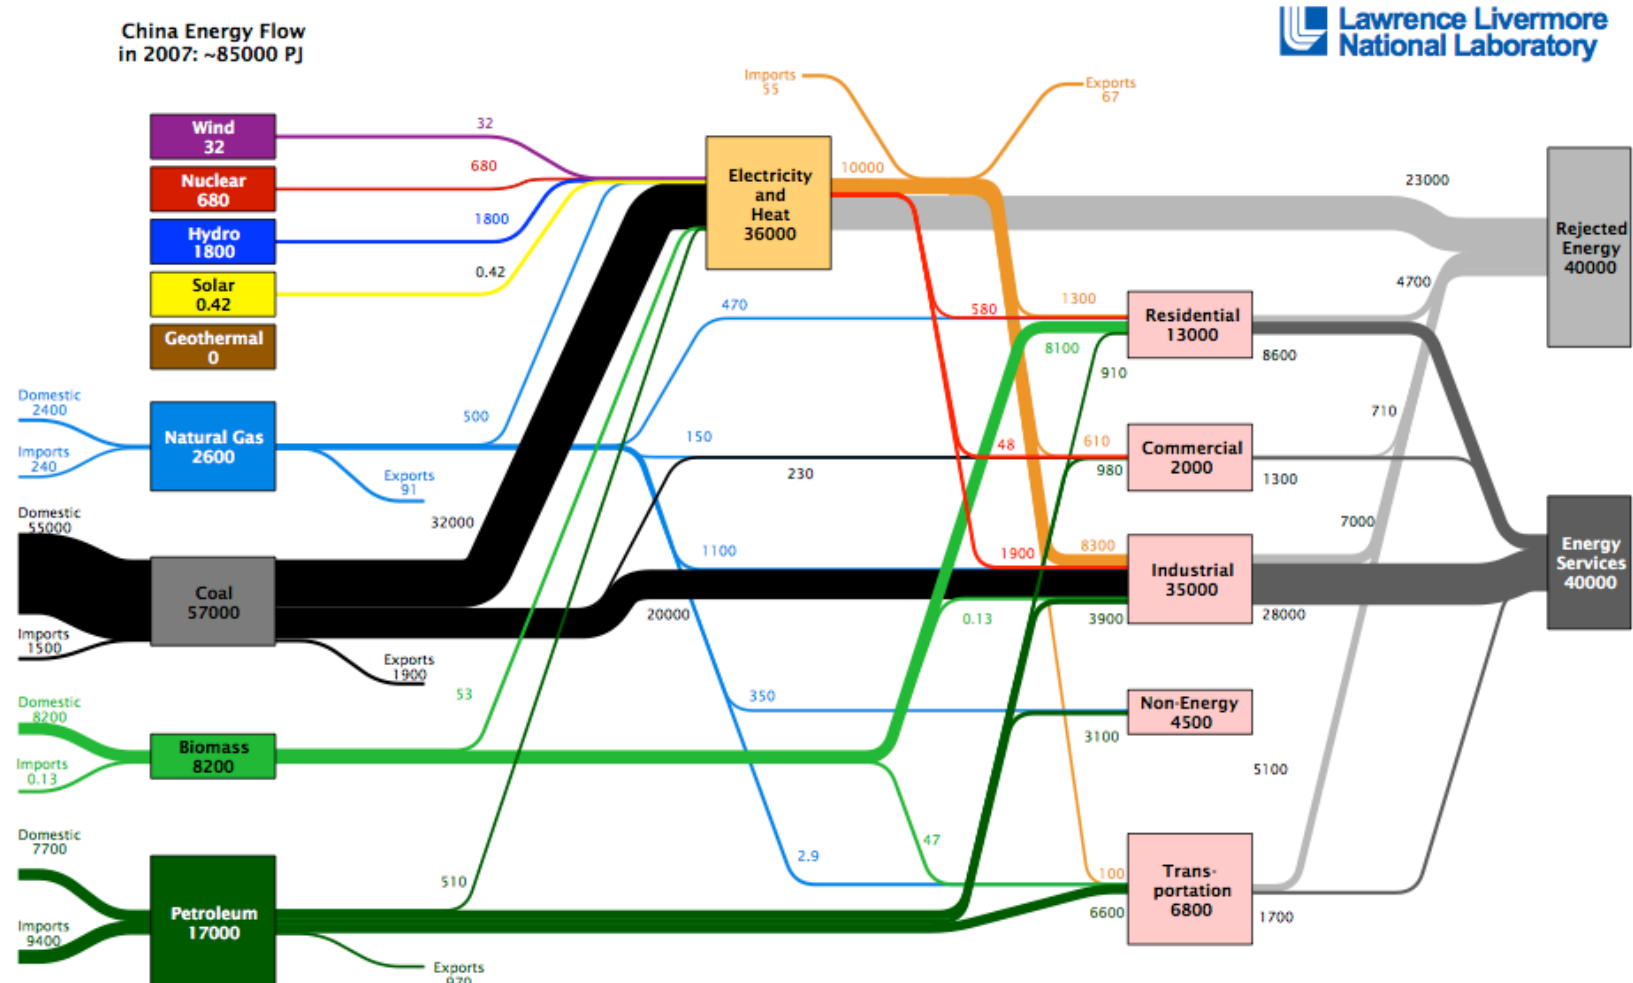 China Energy Flow
in 2007: ~85000 PJ
Lawrence Livermore
National Laboratory
Imports
55
Exports
67
Wind
32
32
Nuclear
680
680
Hydro
1800
1800
Solar
0.42
0.42
Geothermal
0
Electricity
and
Heat
36000
10000
23000
Rejected
Energy
40000
4700
470
580
1300
Residential
13000
8100
910
8600
Domestic
2400
Imports
240
Natural Gas
2600
500
Exports
91
150
230
48
610
980
Commercial
2000
710
1300
Domestic
55000
Coal
57000
Imports
1500
32000
Exports
1900
1100
20000
1900
8300
0.13
3900
Industrial
35000
7000
28000
Energy
Services
40000
Domestic
8200
Imports
0.13
Biomass
8200
53
350
3100
Non-Energy
4500
5100
47
2.9
Domestic
7700
Imports
9400
Petroleum
17000
510
Exports
970
100
6600
Trans-
portation
6800
1700